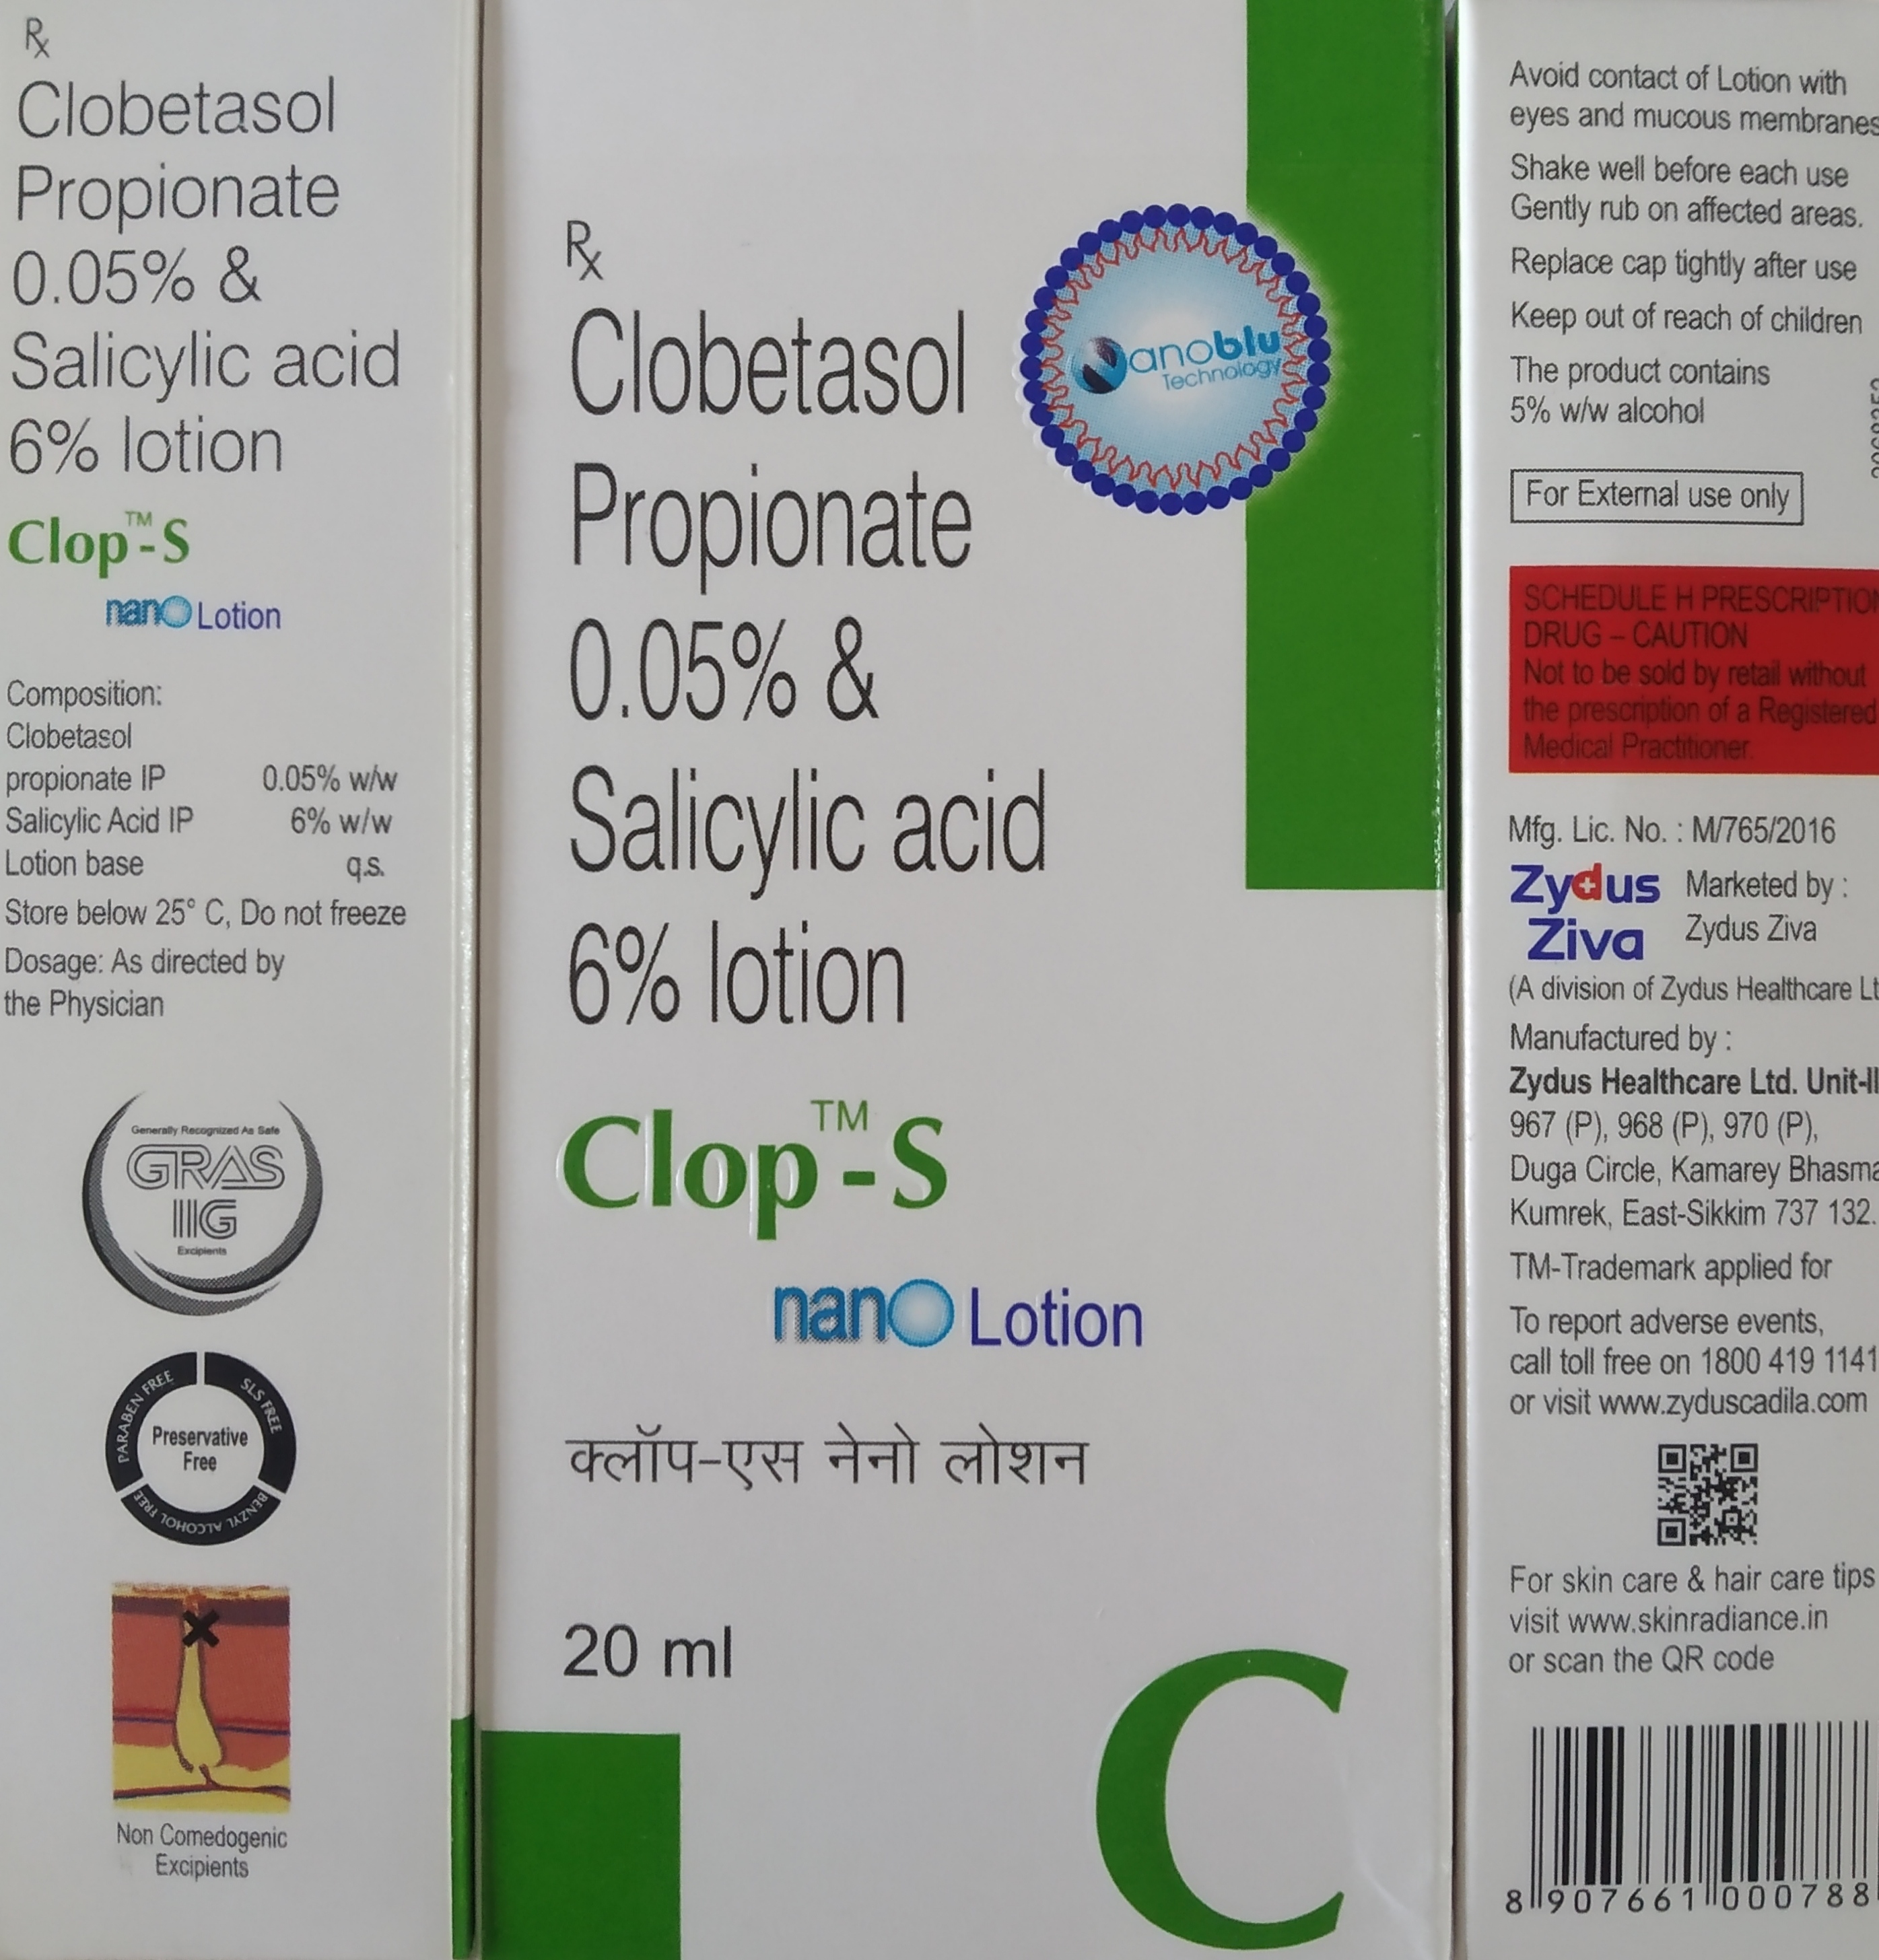 Rx
Clobetasol
Propionate
0.05% &
Salicylic acid
6% lotion
Clop™-S
nano Lotion
Composition:
Clobetasol
propionate IP 0.05% w/w
Salicylic Acid IP 6% w/w
Lotion base q.s.
Store below 25° C, Do not freeze
Dosage: As directed by
the Physician
Generally Recognized As Safe
GRAS
IIG
Excipients
PARABEN FREE
SLS FREE
BENZYL ALCOHOL FREE
Preservative
Free
Non Comedogenic
Excipients
Rx
Clobetasol
Propionate
0.05% &
Salicylic acid
6% lotion
Nanoblu
Technology
Clop™-S
nano Lotion
क्लॉप-एस नेनो लोशन
20 ml
C
Avoid contact of Lotion with
eyes and mucous membranes
Shake well before each use
Gently rub on affected areas.
Replace cap tightly after use
Keep out of reach of children
The product contains
5% w/w alcohol
For External use only
SCHEDULE H PRESCRIPTION
DRUG – CAUTION
Not to be sold by retail without
the prescription of a Registered
Medical Practitioner.
Mfg. Lic. No. : M/765/2016
Zydus
Ziva
Marketed by :
Zydus Ziva
(A division of Zydus Healthcare
Manufactured by :
Zydus Healthcare Ltd.
967 (P), 968 (P), 970 (P),
Duga Circle, Kamarey
Kumrek, East-Sikkim 737 132.
TM-Trademark applied for
To report adverse events,
call toll free on 1800 419 1141
or visit www.zyduscadila.com
For skin care & hair care tips
visit www.skinradiance.in
or scan the QR code
8 907661 000788